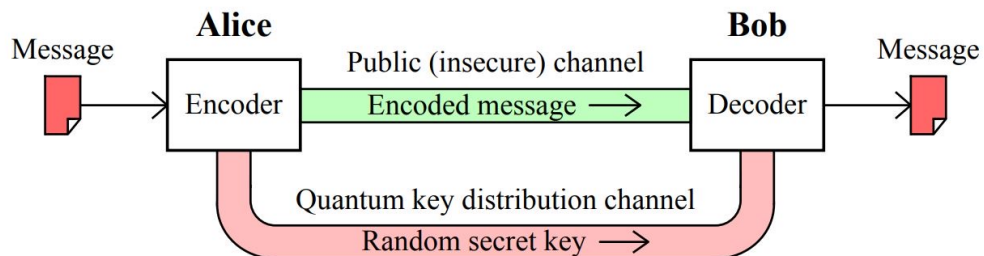 Alice
Bob
Message
Public (insecure) channel
Message
Encoder
Encoded message
Decoder
Quantum key distribution channel
Random secret key